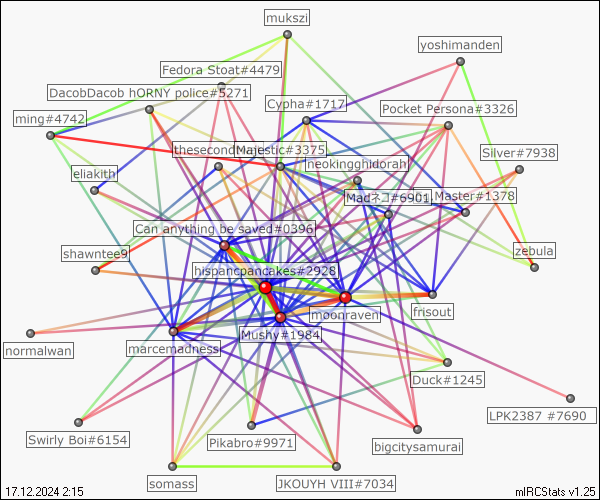 mukszi
yoshimanden
Fedora Stoat#4479
DacobDacob hORNY police#5271
Cypha#1717
Pocket Persona#3326
ming#4742
thesecond
Majestic#3375
Silver#7938
neokingghidorah
eliakith
Madネコ#6901
Master#1378
Can anything be saved#0396
shawntee9
zebula
hispancpancakes#2928
moonraven
frisout
Mushy#1984
normalwan
marcemadness
Duck#1245
LPK2387 #7690
Swirly Boi#6154
Pikabro#9971
bigcitysamurai
somass
JKOUYH VIII#7034
17.12.2024 2:15
mIRCStats v1.25